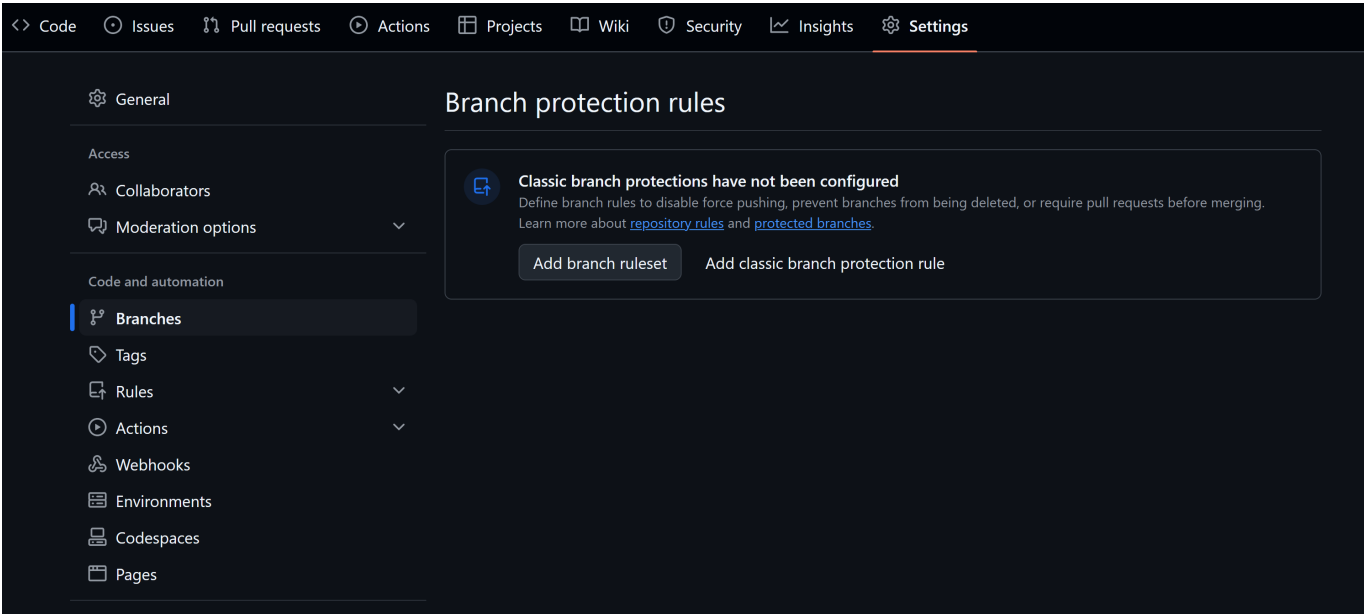 Code Issues Pull requests Actions Projects Wiki Security Insights Settings
General
Access
Collaborators
Moderation options
Code and automation
Branches
Tags
Rules
Actions
Webhooks
Environments
Codespaces
Pages
Branch protection rules
Classic branch protections have not been configured
Define branch rules to disable force pushing, prevent branches from being deleted, or require pull requests before merging.
Learn more about repository rules and protected branches.
Add branch ruleset Add classic branch protection rule